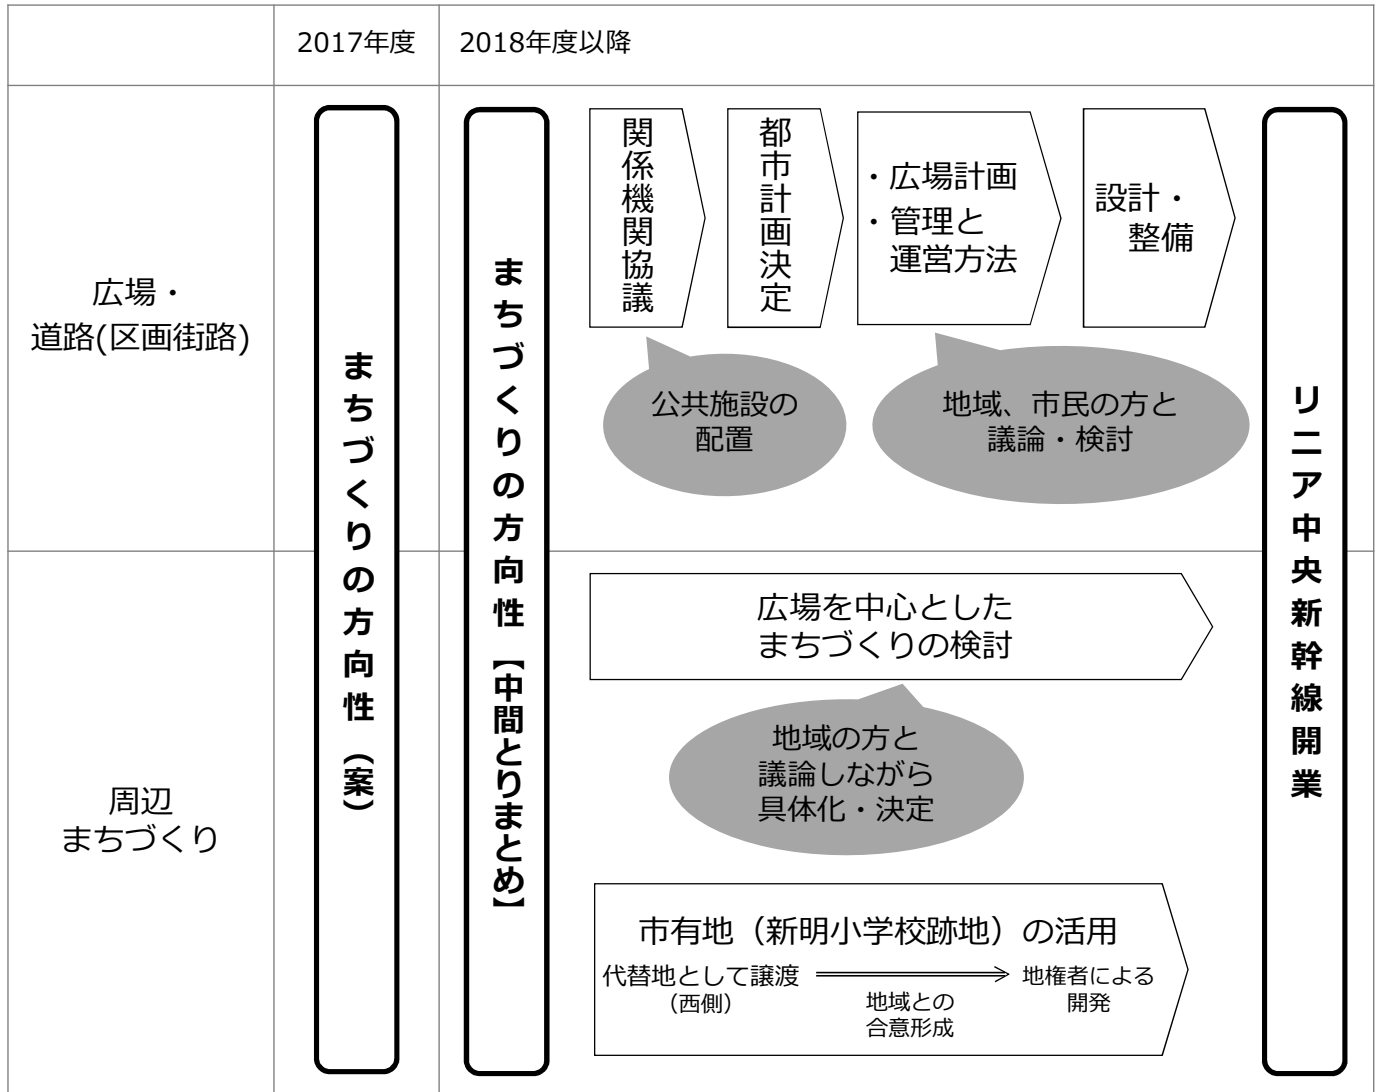 2017年度
2018年度以降
広場・
道路(区画街路)
周辺
まちづくり
まちづくりの方向性（案）
まちづくりの方向性【中間とりまとめ】
関係機関協議
都市計画決定
・広場計画
・管理と
運営方法
設計・
整備
公共施設の
配置
地域、市民の方と
議論・検討
広場を中心とした
まちづくりの検討
地域の方と
議論しながら
具体化・決定
市有地（新明小学校跡地）の活用
代替地として譲渡
（西側）
地域との
合意形成
地権者による
開発
リニア中央新幹線開業